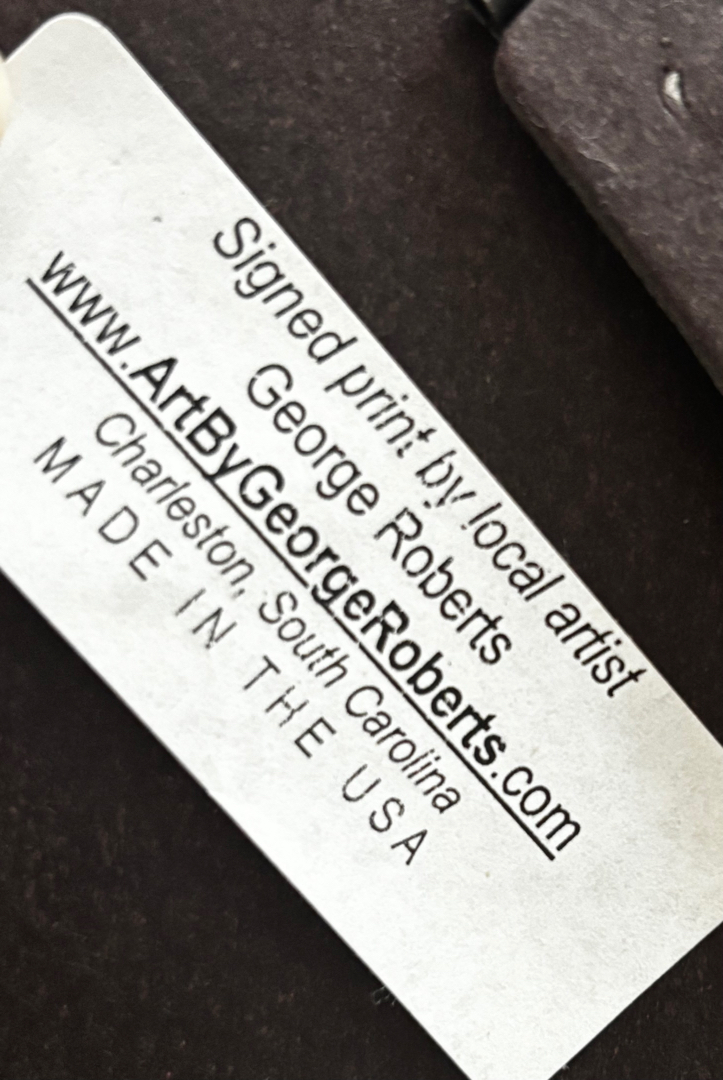 Signed print by local artist
George Roberts
www.ArtByGeorgeRoberts.com
Charleston, South Carolina
MADE IN THE USA